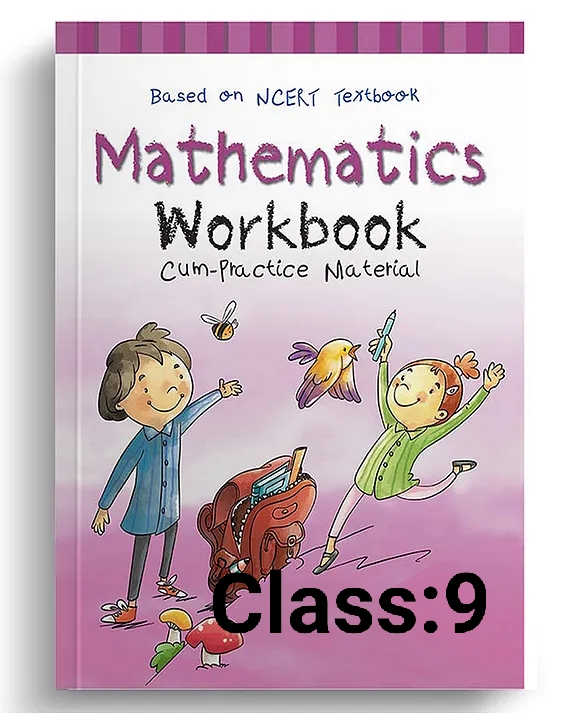 Based on NCERT Textbook
Mathematics
Workbook
Cum-Practice Material
Class:9